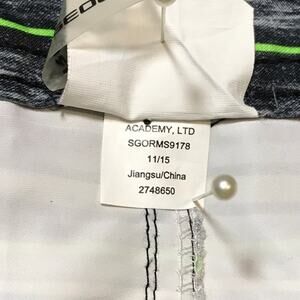 ACADEMY, LTD
SGORMS9178
11/15
Jiangsu/China
2748650